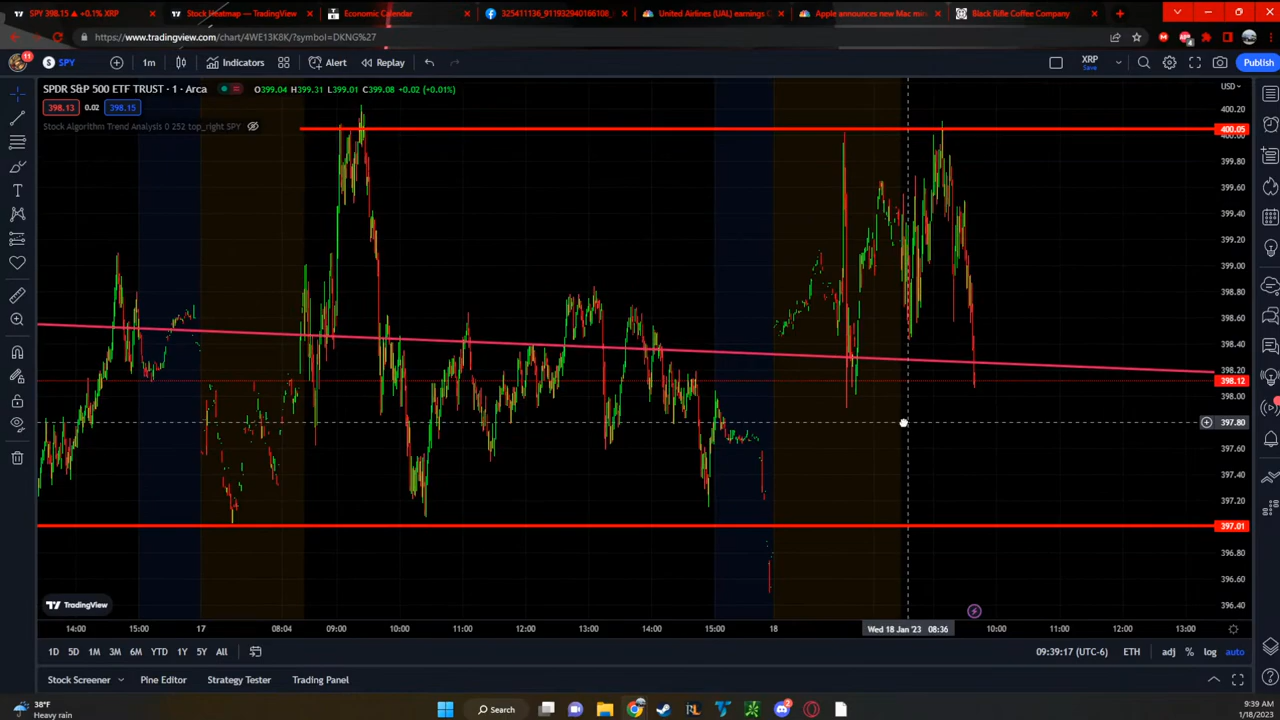 SPY 398.15 ▲ +0.1% XRP
Stock Heatmap — TradingView
Economic Calendar
325411136_911932940166108_
United Airlines (UAL) earnings
Apple announces new Mac mini
Black Rifle Coffee Company
https://www.tradingview.com/chart/4WE13K8K/?symbol=DKNG%27
11
SPY
1m
Indicators
Alert
Replay
XRP
Save
Publish
SPDR S&P 500 ETF TRUST · 1 · Arca
O399.04 H399.31 L399.01 C399.08 +0.02 (+0.01%)
USD
398.13
0.02
398.15
Stock Algorithm Trend Analysis 0 252 top_right SPY
400.20
400.05
400.00
399.80
399.60
399.40
399.20
399.00
398.80
398.60
398.40
398.20
398.12
398.00
397.80
397.60
397.40
397.20
397.01
396.80
396.60
396.40
TradingView
14:00
15:00
17
08:04
09:00
10:00
11:00
12:00
13:00
14:00
15:00
18
Wed 18 Jan '23 08:36
10:00
11:00
12:00
13:00
1D
5D
1M
3M
6M
YTD
1Y
5Y
All
09:39:17 (UTC-6)
ETH
adj
%
log
auto
Stock Screener
Pine Editor
Strategy Tester
Trading Panel
38°F
Heavy rain
Search
2
9:39 AM
1/18/2023